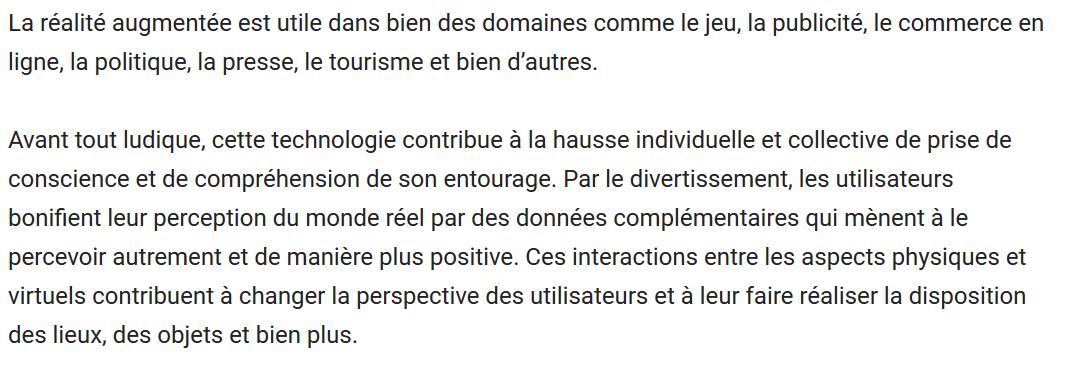 La réalité augmentée est utile dans bien des domaines comme le jeu, la publicité, le commerce en
ligne, la politique, la presse, le tourisme et bien d’autres.
Avant tout ludique, cette technologie contribue à la hausse individuelle et collective de prise de
conscience et de compréhension de son entourage. Par le divertissement, les utilisateurs
bonifient leur perception du monde réel par des données complémentaires qui mènent à le
percevoir autrement et de manière plus positive. Ces interactions entre les aspects physiques et
virtuels contribuent à changer la perspective des utilisateurs et à leur faire réaliser la disposition
des lieux, des objets et bien plus.